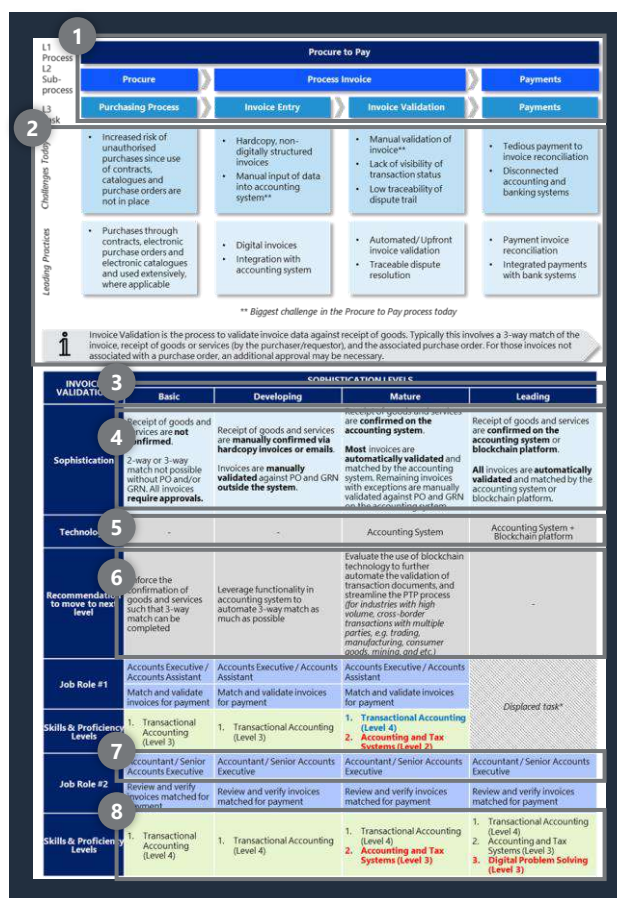 1
L1
Process
Procure to Pay
L2
Sub-
process
Procure
Process Invoice
Payments
L3
Purchasing Process
Invoice Entry
Invoice Validation
Payments
2
Challenges Today
• Increased risk of
unauthorised
purchases since use
of contracts,
catalogues and
purchase orders are
not in place
• Hardcopy, non-
digitally structured
invoices
• Manual input of data
into accounting
system**
• Manual validation of
invoice**
• Lack of visibility of
transaction status
• Low traceability of
dispute trail
• Tedious payment to
invoice reconciliation
• Disconnected
accounting and
banking systems
Leading Practices
• Purchases through
contracts, electronic
purchase orders and
electronic catalogues
and used extensively,
where applicable
• Digital invoices
• Integration with
accounting system
• Automated/ Upfront
invoice validation
• Traceable dispute
resolution
• Payment invoice
reconciliation
• Integrated payments
with bank systems
** Biggest challenge in the Procure to Pay process today
i
Invoice Validation is the process to validate invoice data against receipt of goods. Typically this involves a 3-way match of the
invoice, receipt of goods or services (by the purchaser/requestor), and the associated purchase order. For those invoices not
associated with a purchase order, an additional approval may be necessary.
SOPHISTICATION LEVELS
3
Basic
Developing
Mature
Leading
4
Sophistication
Receipt of goods and
services are not
confirmed.
2-way or 3-way
match not possible
without PO and/or
GRN. All invoices
require approvals.
Receipt of goods and services
are manually confirmed via
hardcopy invoices or emails.
Invoices are manually
validated against PO and GRN
outside the system.
Receipt of goods and services
are confirmed on the
accounting system.
Most invoices are
automatically validated and
matched by the accounting
system. Remaining invoices
with exceptions are manually
validated against PO and GRN
on the accounting system
Receipt of goods and services
are confirmed on the
accounting system or
blockchain platform.
All invoices are automatically
validated and matched by the
accounting system or
blockchain platform.
5
-
-
Accounting System
Accounting System +
Blockchain platform
6
Recommendation
to move to next
level
confirmation of
goods and services
such that 3-way
match can be
completed
Leverage functionality in
accounting system to
automate 3-way match as
much as possible
Evaluate the use of blockchain
technology to further
automate the validation of
transaction documents, and
streamline the PTP process
(for industries with high
volume, cross-border
transactions with multiple
parties, e.g. trading,
manufacturing, consumer
goods, mining, and etc.)
-
Job Role #1
Accounts Executive /
Accounts Assistant
Accounts Executive / Accounts
Assistant
Accounts Executive / Accounts
Assistant
Match and validate
invoices for payment
Match and validate invoices
for payment
Match and validate invoices
for payment
Displaced task*
Skills & Proficiency
Levels
1. Transactional
Accounting
(Level 3)
1. Transactional Accounting
(Level 3)
1. Transactional Accounting
(Level 4)
2. Accounting and Tax
Systems (Level 2)
7
Job Role #2
Accountant / Senior
Accounts Executive
Accountant / Senior Accounts
Executive
Accountant / Senior Accounts
Executive
Accountant / Senior Accounts
Executive
Review and verify
invoices matched for
payment
Review and verify invoices
matched for payment
Review and verify invoices
matched for payment
Review and verify invoices
matched for payment
8
Skills & Proficiency
Levels
1. Transactional
Accounting
(Level 4)
1. Transactional Accounting
(Level 4)
1. Transactional Accounting
(Level 4)
2. Accounting and Tax
Systems (Level 3)
1. Transactional Accounting
(Level 4)
2. Accounting and Tax
Systems (Level 3)
3. Digital Problem Solving
(Level 3)